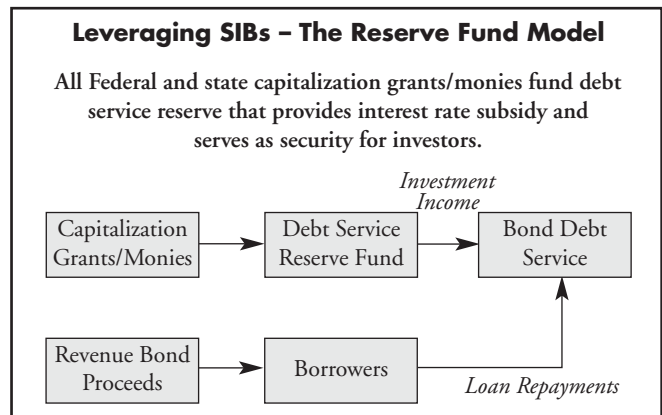 Leveraging SIBs – The Reserve Fund Model
All Federal and state capitalization grants/monies fund debt
service reserve that provides interest rate subsidy and
serves as security for investors.
Investment
Income
Capitalization
Grants/Monies
Debt Service
Reserve Fund
Bond Debt
Service
Revenue Bond
Proceeds
Borrowers
Loan Repayments